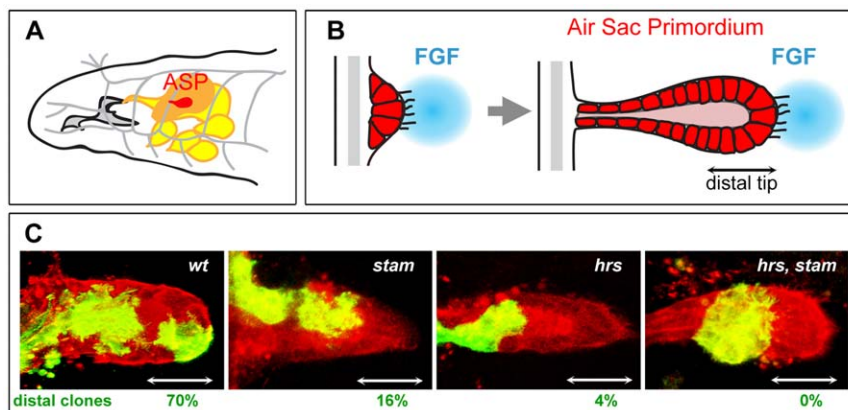 A
ASP
B
Air Sac Primordium
FGF
FGF
distal tip
C
wt
stam
hrs
hrs, stam
distal clones 70% 16% 4% 0%